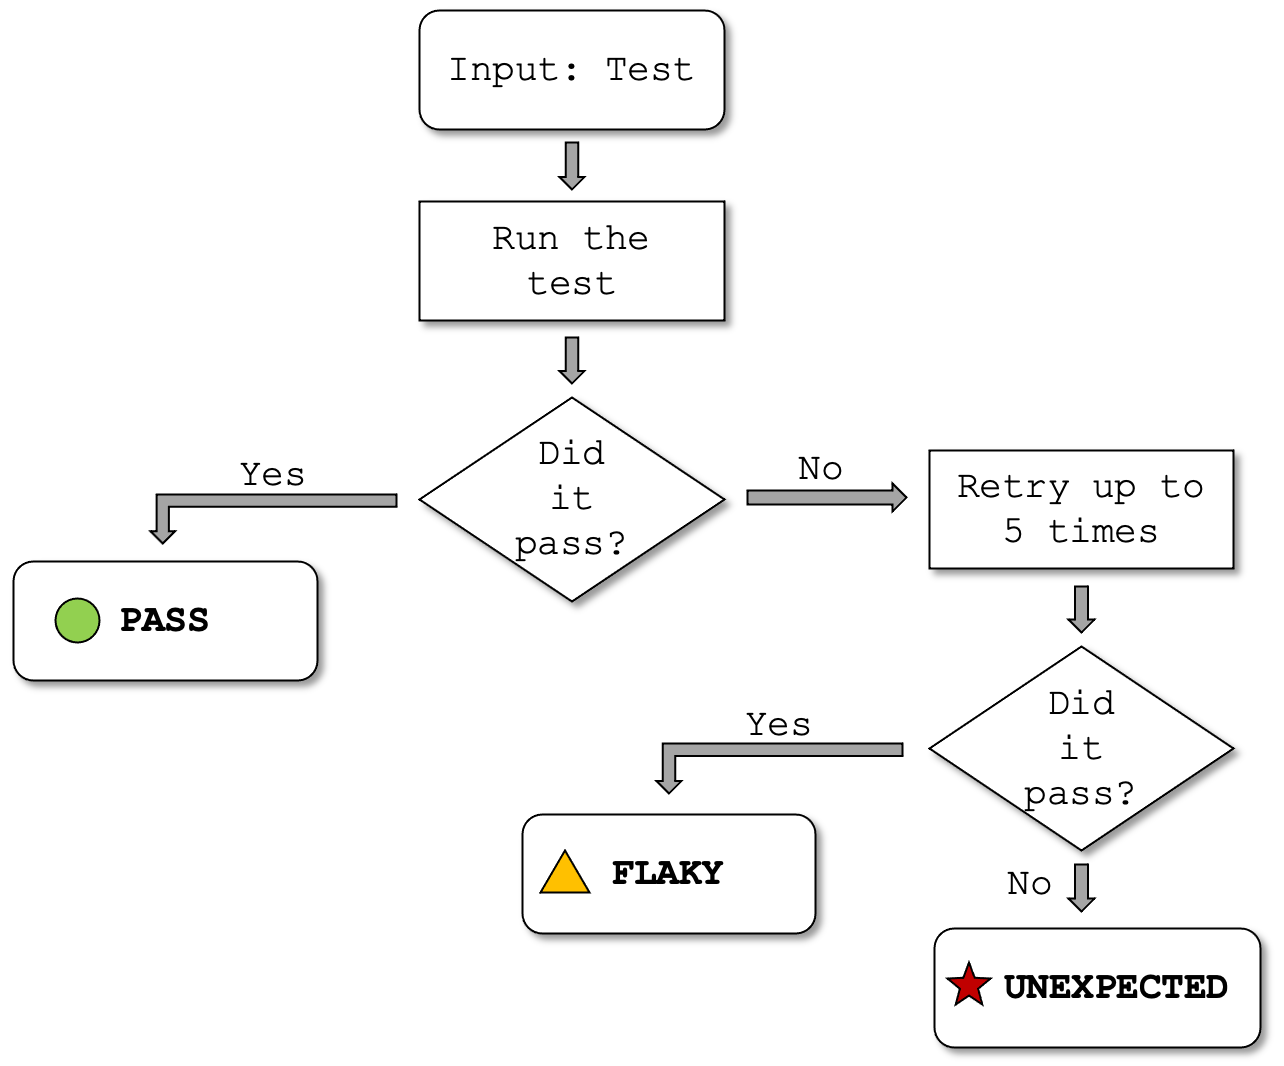 Input: Test
Run the
test
Did
it
pass?
Yes
No
Retry up to
5 times
PASS
Did
it
pass?
Yes
FLAKY
No
UNEXPECTED